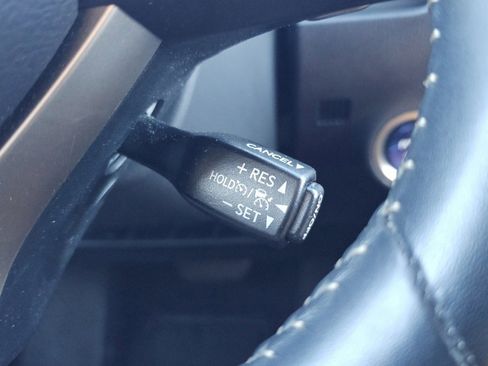 CANCEL▼
+ RES ▲
HOLD /
− SET ▼